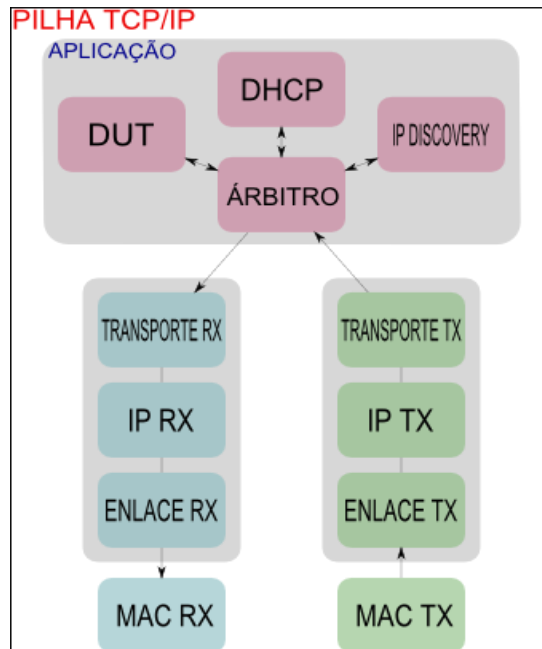 PILHA TCP/IP
APLICAÇÃO
DHCP
DUT
IP DISCOVERY
ÁRBITRO
TRANSPORTE RX
TRANSPORTE TX
IP RX
IP TX
ENLACE RX
ENLACE TX
MAC RX
MAC TX